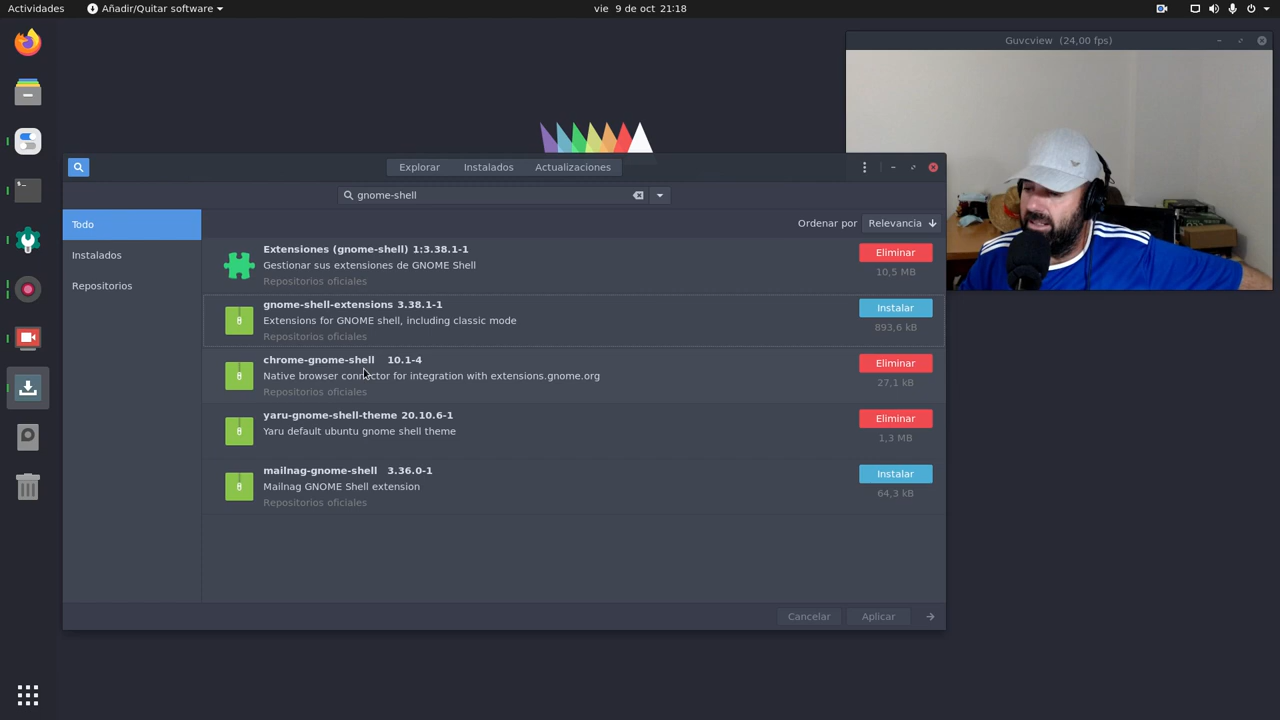 Actividades
Añadir/Quitar software
vie 9 de oct 21:18
Guvcview (24,00 fps)
Explorar
Instalados
Actualizaciones
gnome-shell
Todo
Instalados
Repositorios
Ordenar por
Relevancia
Extensiones (gnome-shell) 1:3.38.1-1
Gestionar sus extensiones de GNOME Shell
Repositorios oficiales
Eliminar
10,5 MB
gnome-shell-extensions 3.38.1-1
Extensions for GNOME shell, including classic mode
Repositorios oficiales
Instalar
893,6 kB
chrome-gnome-shell 10.1-4
Native browser connector for integration with extensions.gnome.org
Repositorios oficiales
Eliminar
27,1 kB
yaru-gnome-shell-theme 20.10.6-1
Yaru default ubuntu gnome shell theme
Eliminar
1,3 MB
mailnag-gnome-shell 3.36.0-1
Mailnag GNOME Shell extension
Repositorios oficiales
Instalar
64,3 kB
Cancelar
Aplicar